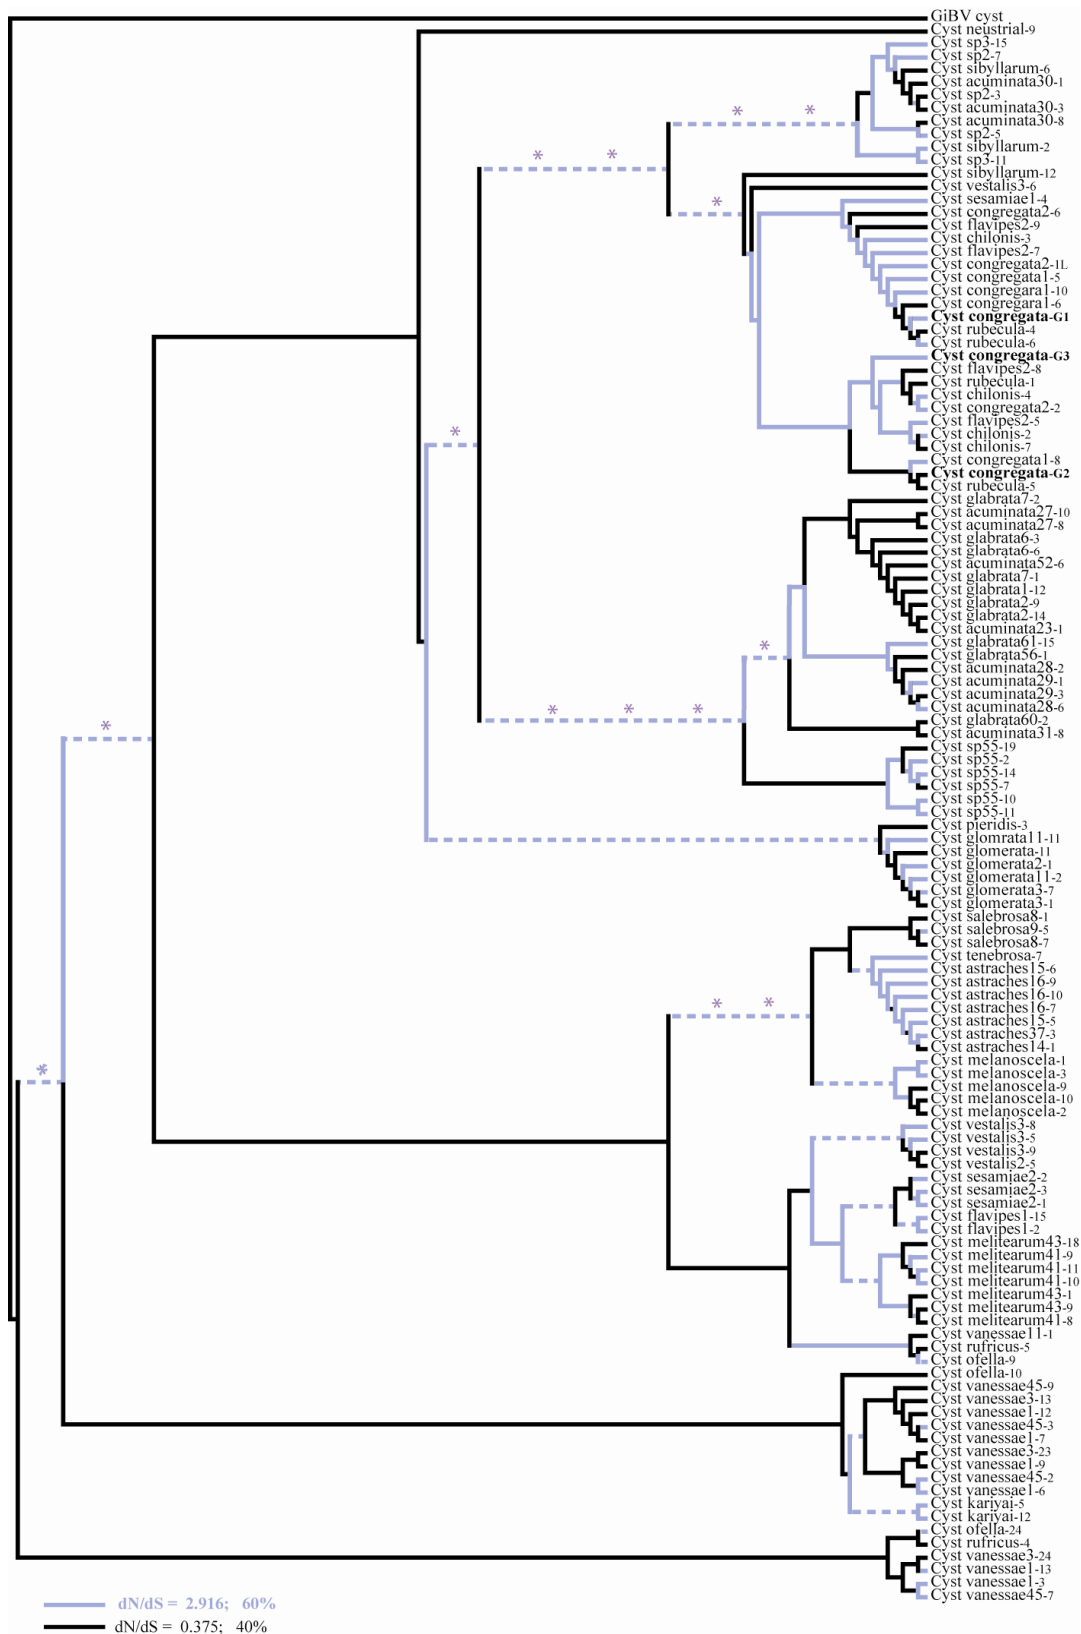 GiBV cyst
Cyst neustrial-9
Cyst sp3-15
Cyst sp2-7
Cyst sibyllarum-6
Cyst acuminata30-1
Cyst sp2-3
Cyst acuminata30-3
Cyst acuminata30-8
Cyst sp2-5
Cyst sibyllarum-2
Cyst sp3-11
Cyst sibyllarum-12
Cyst vestalis3-6
Cyst sesamiae1-4
Cyst congregata2-6
Cyst flavipes2-9
Cyst chilonis-3
Cyst flavipes2-7
Cyst congregata2-1L
Cyst congregata1-5
Cyst congregara1-10
Cyst congregara1-6
Cyst congregata-G1
Cyst rubecula-4
Cyst rubecula-6
Cyst congregata-G3
Cyst flavipes2-8
Cyst rubecula-1
Cyst chilonis-4
Cyst congregata2-2
Cyst flavipes2-5
Cyst chilonis-2
Cyst chilonis-7
Cyst congregata1-8
Cyst congregata-G2
Cyst rubecula-5
Cyst glabrata7-2
Cyst acuminata27-10
Cyst acuminata27-8
Cyst glabrata6-3
Cyst glabrata6-6
Cyst acuminata52-6
Cyst glabrata7-1
Cyst glabrata1-12
Cyst glabrata2-9
Cyst glabrata2-14
Cyst acuminata23-1
Cyst glabrata61-15
Cyst glabrata56-1
Cyst acuminata28-2
Cyst acuminata29-1
Cyst acuminata29-3
Cyst acuminata28-6
Cyst glabrata60-2
Cyst acuminata31-8
Cyst sp55-19
Cyst sp55-2
Cyst sp55-14
Cyst sp55-7
Cyst sp55-10
Cyst sp55-11
Cyst pieridis-3
Cyst glomrata11-11
Cyst glomerata-11
Cyst glomerata2-1
Cyst glomerata11-2
Cyst glomerata3-7
Cyst glomerata3-1
Cyst salebrosa8-1
Cyst salebrosa9-5
Cyst salebrosa8-7
Cyst tenebrosa-7
Cyst astraches15-6
Cyst astraches16-9
Cyst astraches16-10
Cyst astraches16-7
Cyst astraches15-5
Cyst astraches37-3
Cyst astraches14-1
Cyst melanoscela-1
Cyst melanoscela-3
Cyst melanoscela-9
Cyst melanoscela-10
Cyst melanoscela-2
Cyst vestalis3-8
Cyst vestalis3-5
Cyst vestalis3-9
Cyst vestalis2-5
Cyst sesamiae2-2
Cyst sesamiae2-3
Cyst sesamiae2-1
Cyst flavipes1-15
Cyst flavipes1-2
Cyst melitearum43-18
Cyst melitearum41-9
Cyst melitearum41-11
Cyst melitearum41-10
Cyst melitearum43-1
Cyst melitearum43-9
Cyst melitearum41-8
Cyst vanessae11-1
Cyst rufricus-5
Cyst ofella-9
Cyst ofella-10
Cyst vanessae45-9
Cyst vanessae3-13
Cyst vanessae1-12
Cyst vanessae45-3
Cyst vanessae1-7
Cyst vanessae3-23
Cyst vanessae1-9
Cyst vanessae45-2
Cyst vanessae1-6
Cyst kariyai-5
Cyst kariyai-12
Cyst ofella-24
Cyst rufricus-4
Cyst vanessae3-24
Cyst vanessae1-13
Cyst vanessae1-3
Cyst vanessae45-7
dN/dS = 2.916; 60%
dN/dS = 0.375; 40%